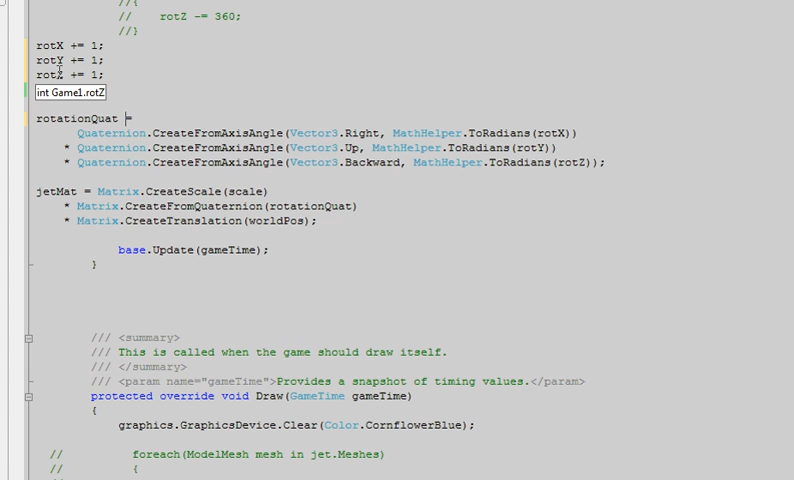 //{
//    rotZ -= 360;
//}
rotX += 1;
rotY += 1;
rotZ += 1;
int Game1.rotZ
rotationQuat =
Quaternion.CreateFromAxisAngle(Vector3.Right, MathHelper.ToRadians(rotX))
* Quaternion.CreateFromAxisAngle(Vector3.Up, MathHelper.ToRadians(rotY))
* Quaternion.CreateFromAxisAngle(Vector3.Backward, MathHelper.ToRadians(rotZ));
jetMat = Matrix.CreateScale(scale)
* Matrix.CreateFromQuaternion(rotationQuat)
* Matrix.CreateTranslation(worldPos);
base.Update(gameTime);
}
/// <summary>
/// This is called when the game should draw itself.
/// </summary>
/// <param name="gameTime">Provides a snapshot of timing values.</param>
protected override void Draw(GameTime gameTime)
{
graphics.GraphicsDevice.Clear(Color.CornflowerBlue);
//    foreach(ModelMesh mesh in jet.Meshes)
//    {